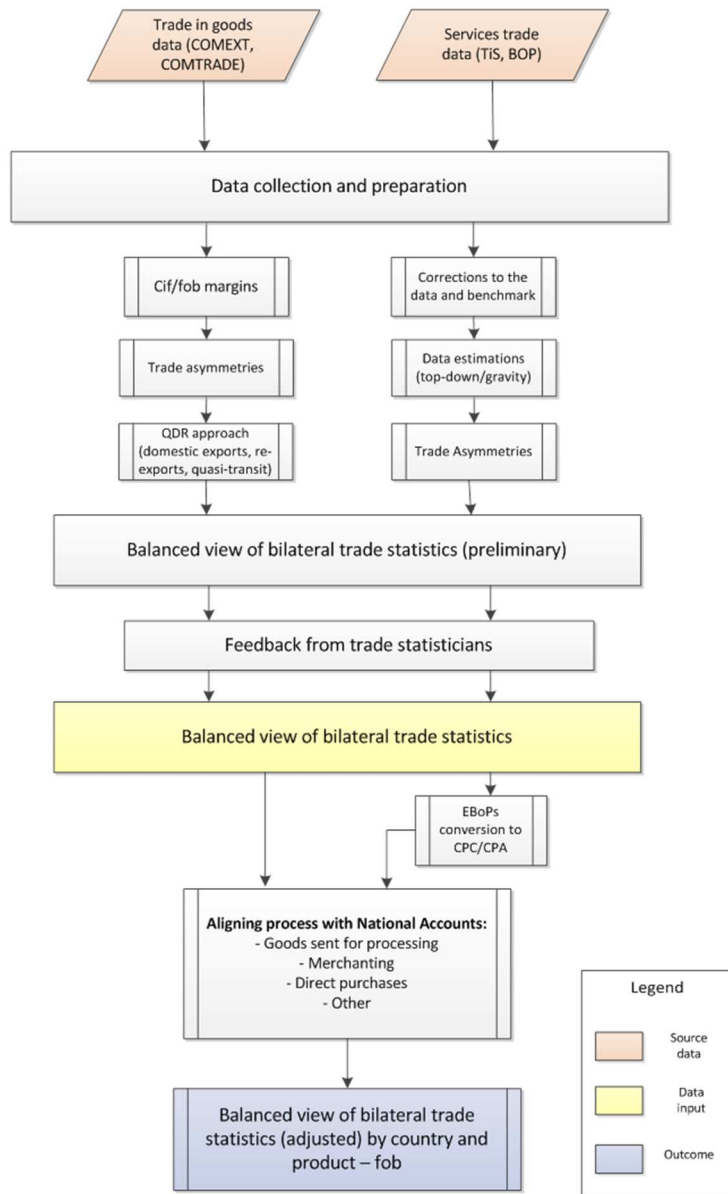 Trade in goods
data (COMEXT,
COMTRADE)
Services trade
data (TiS, BOP)
Data collection and preparation
Cif/fob margins
Corrections to the
data and benchmark
Trade asymmetries
Data estimations
(top-down/gravity)
QDR approach
(domestic exports, re-
exports, quasi-transit)
Trade Asymmetries
Balanced view of bilateral trade statistics (preliminary)
Feedback from trade statisticians
Balanced view of bilateral trade statistics
EBoPs
conversion to
CPC/CPA
Aligning process with National Accounts:
- Goods sent for processing
- Merchanting
- Direct purchases
- Other
Balanced view of bilateral trade
statistics (adjusted) by country and
product – fob
Legend
Source
data
Data
input
Outcome